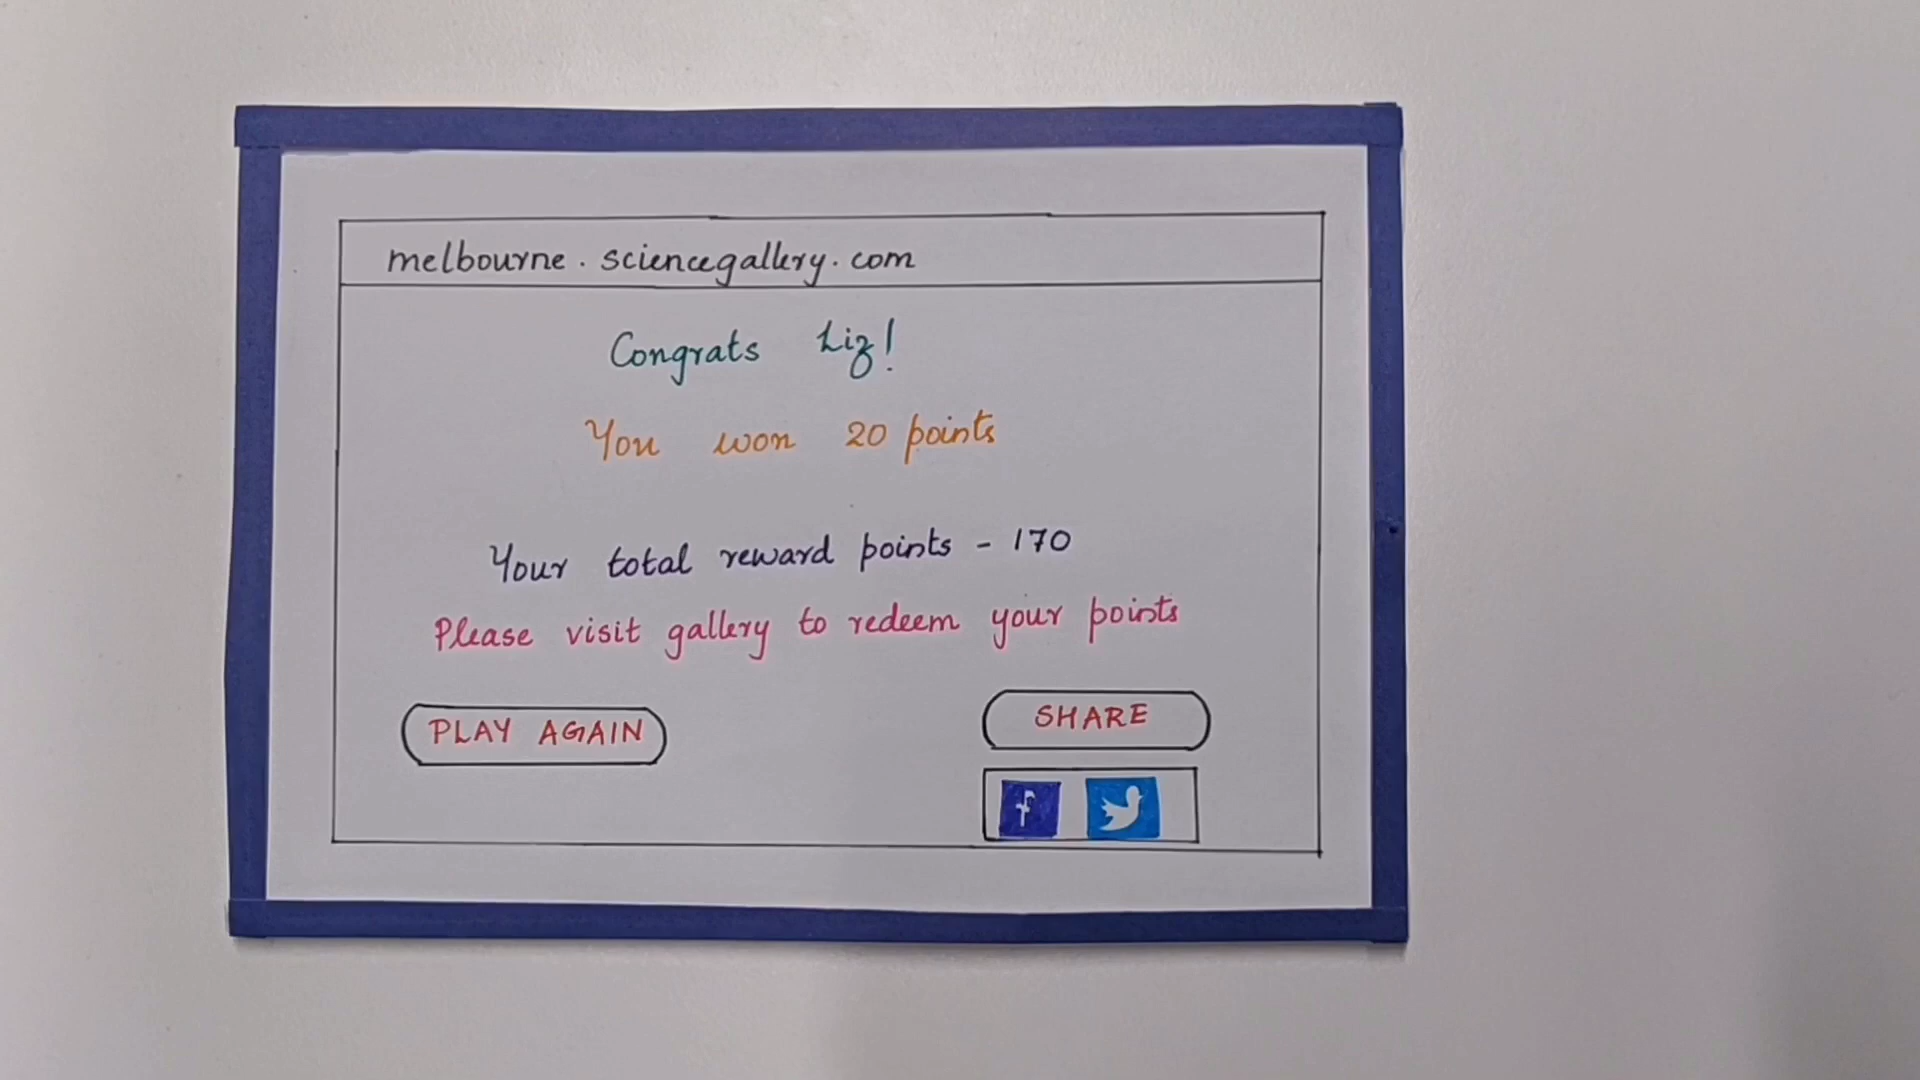 melbourne.sciencegallery.com
Congrats Liz!
You won 20 points
Your total reward points - 170
Please visit gallery to redeem your points
PLAY AGAIN
SHARE
f